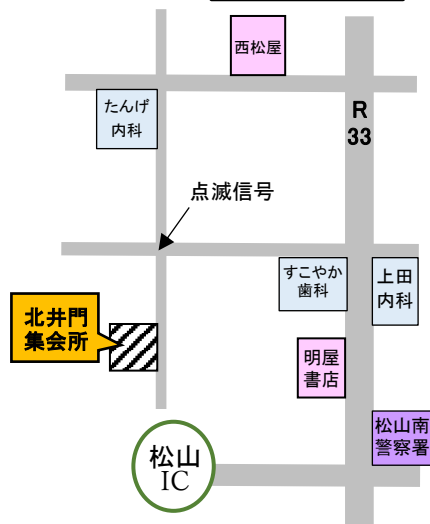 西松屋
たんげ
内科
R
33
点滅信号
すこやか
歯科
上田
内科
北井門
集会所
明屋
書店
松山南
警察署
松山
IC